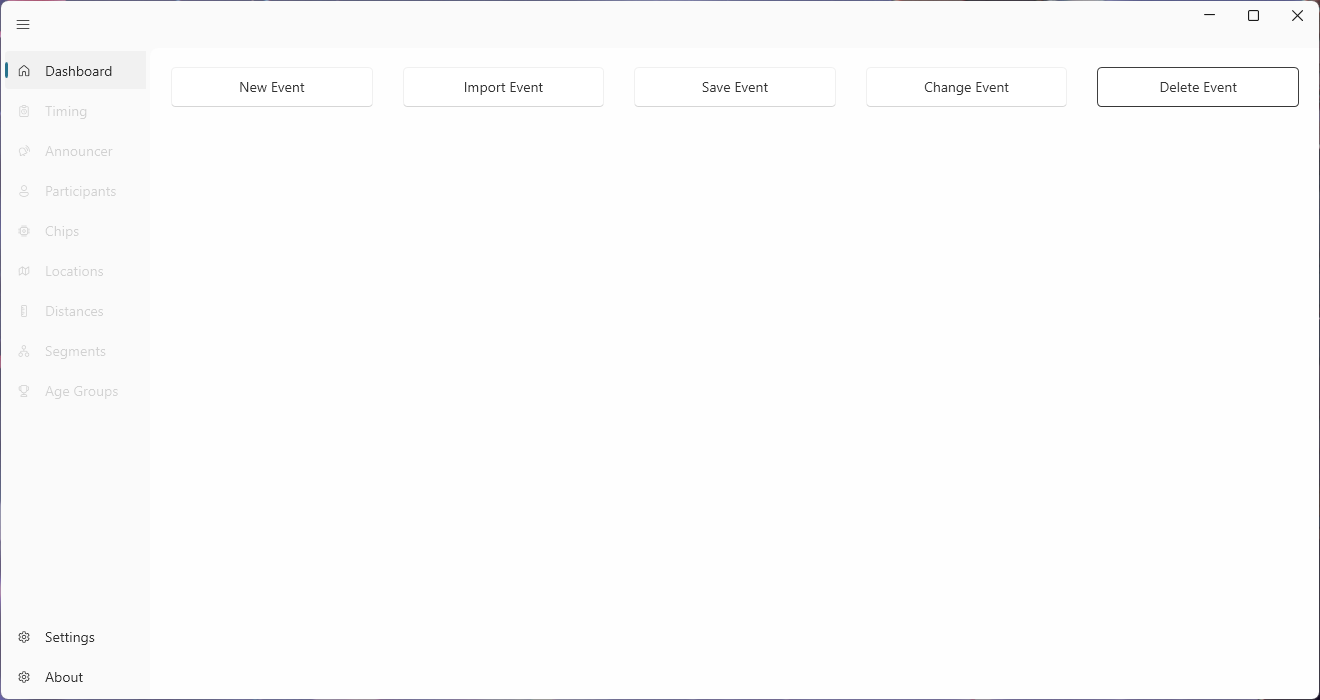 Dashboard
Timing
Announcer
Participants
Chips
Locations
Distances
Segments
Age Groups
Settings
About
New Event
Import Event
Save Event
Change Event
Delete Event